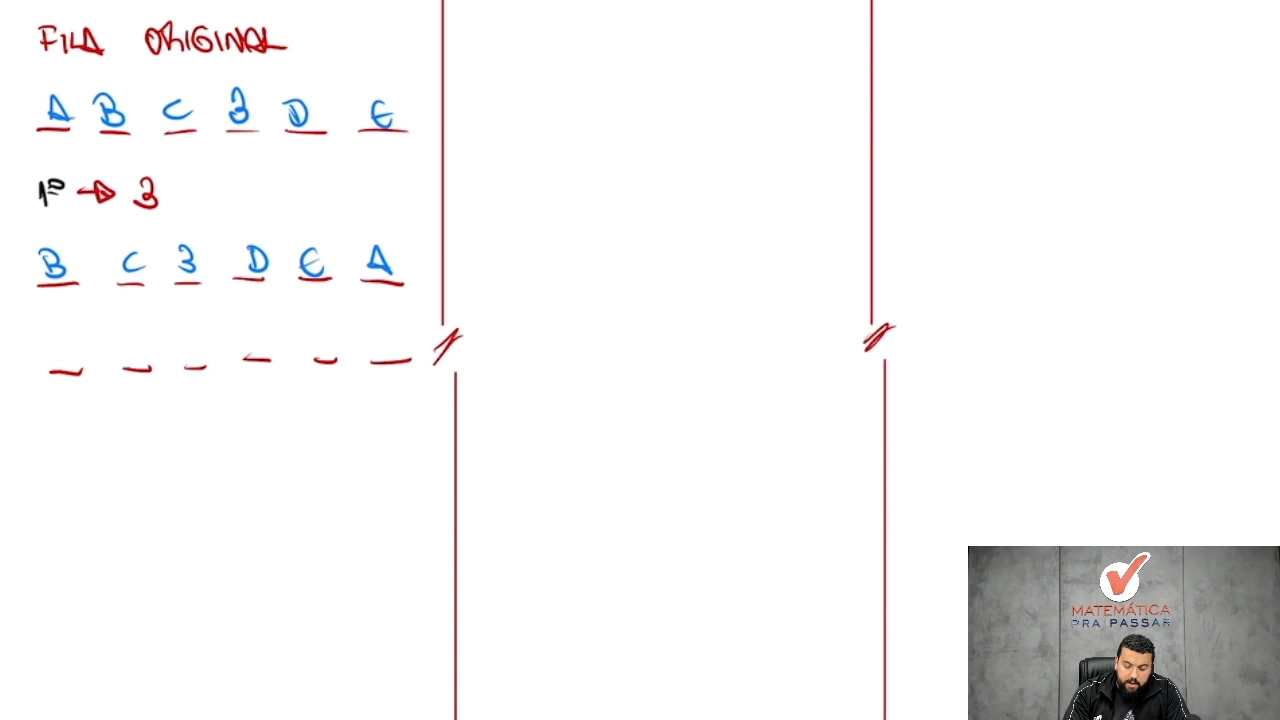 FILA ORIGINAL
A B C 3 D E
1º → 3
B C 3 D E A
MATEMÁTICA
PRA PASSAR